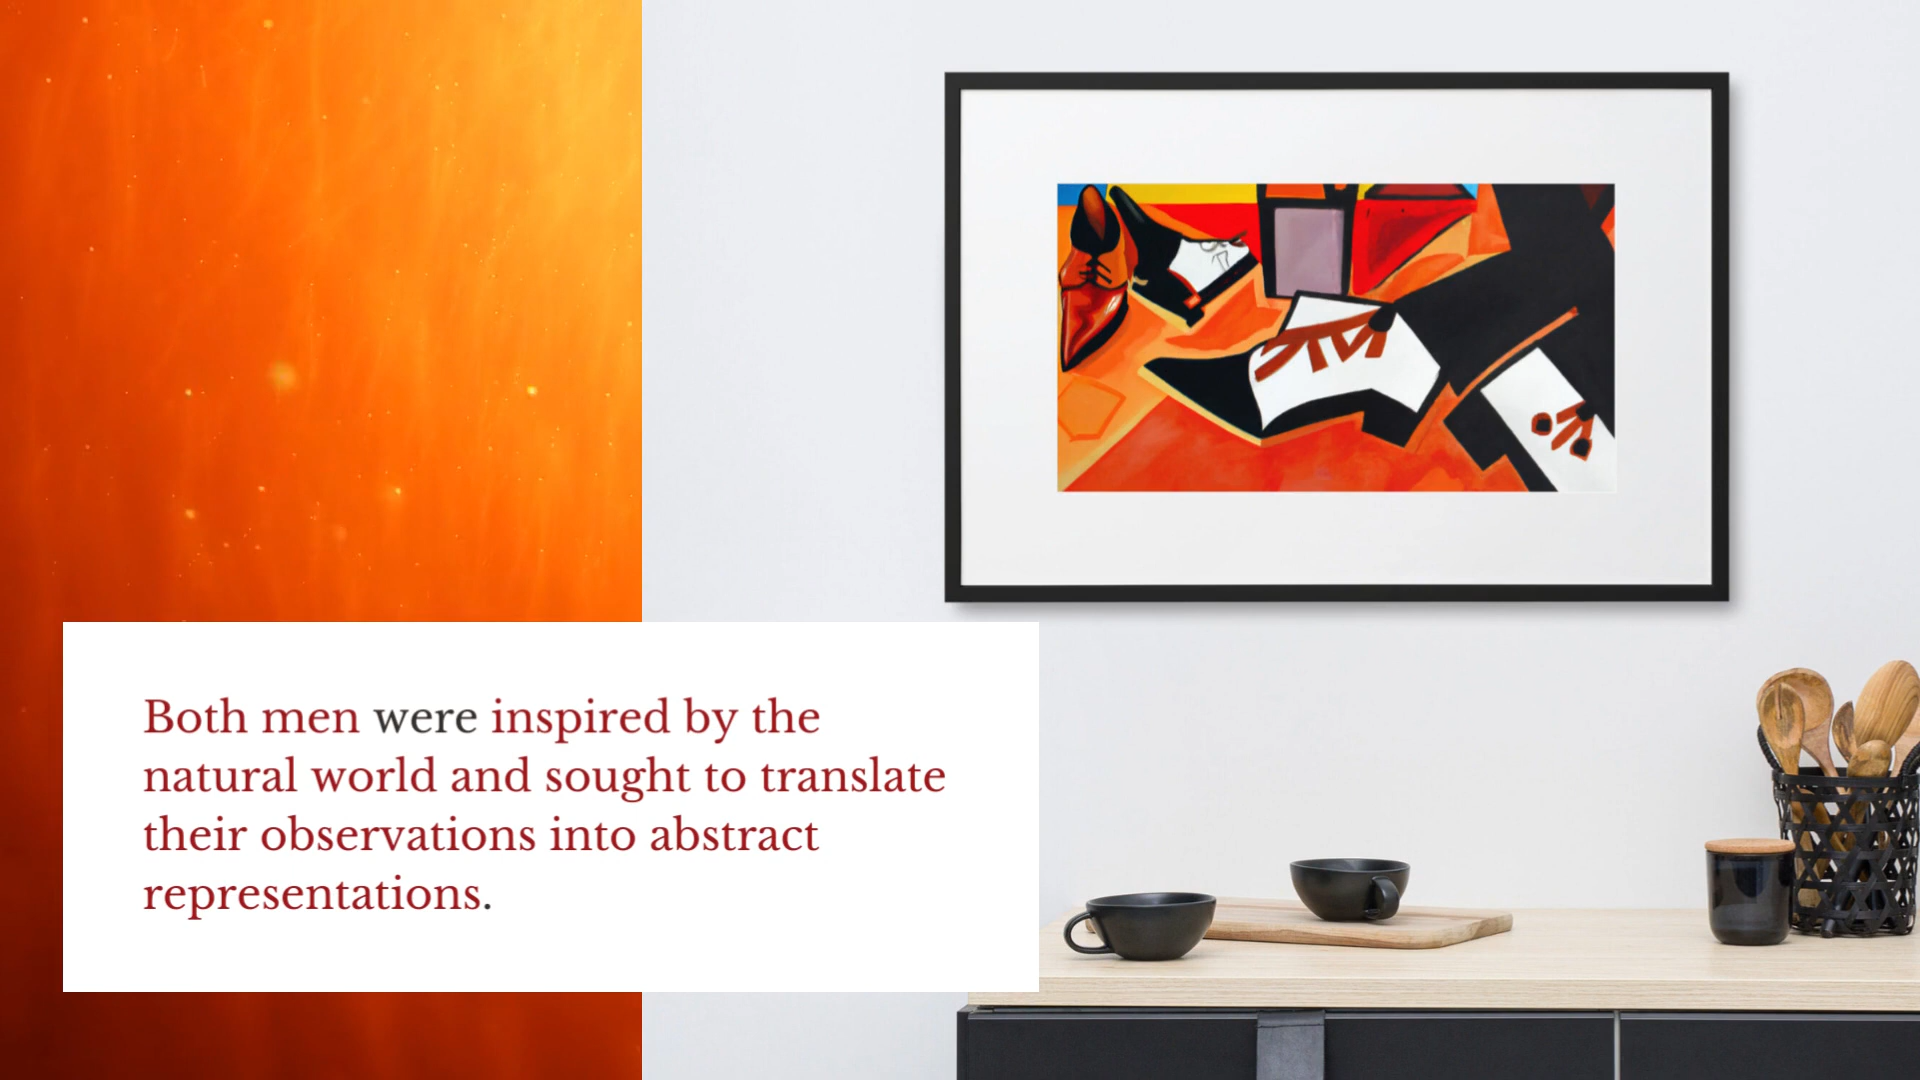 Both men were inspired by the
natural world and sought to translate
their observations into abstract
representations.